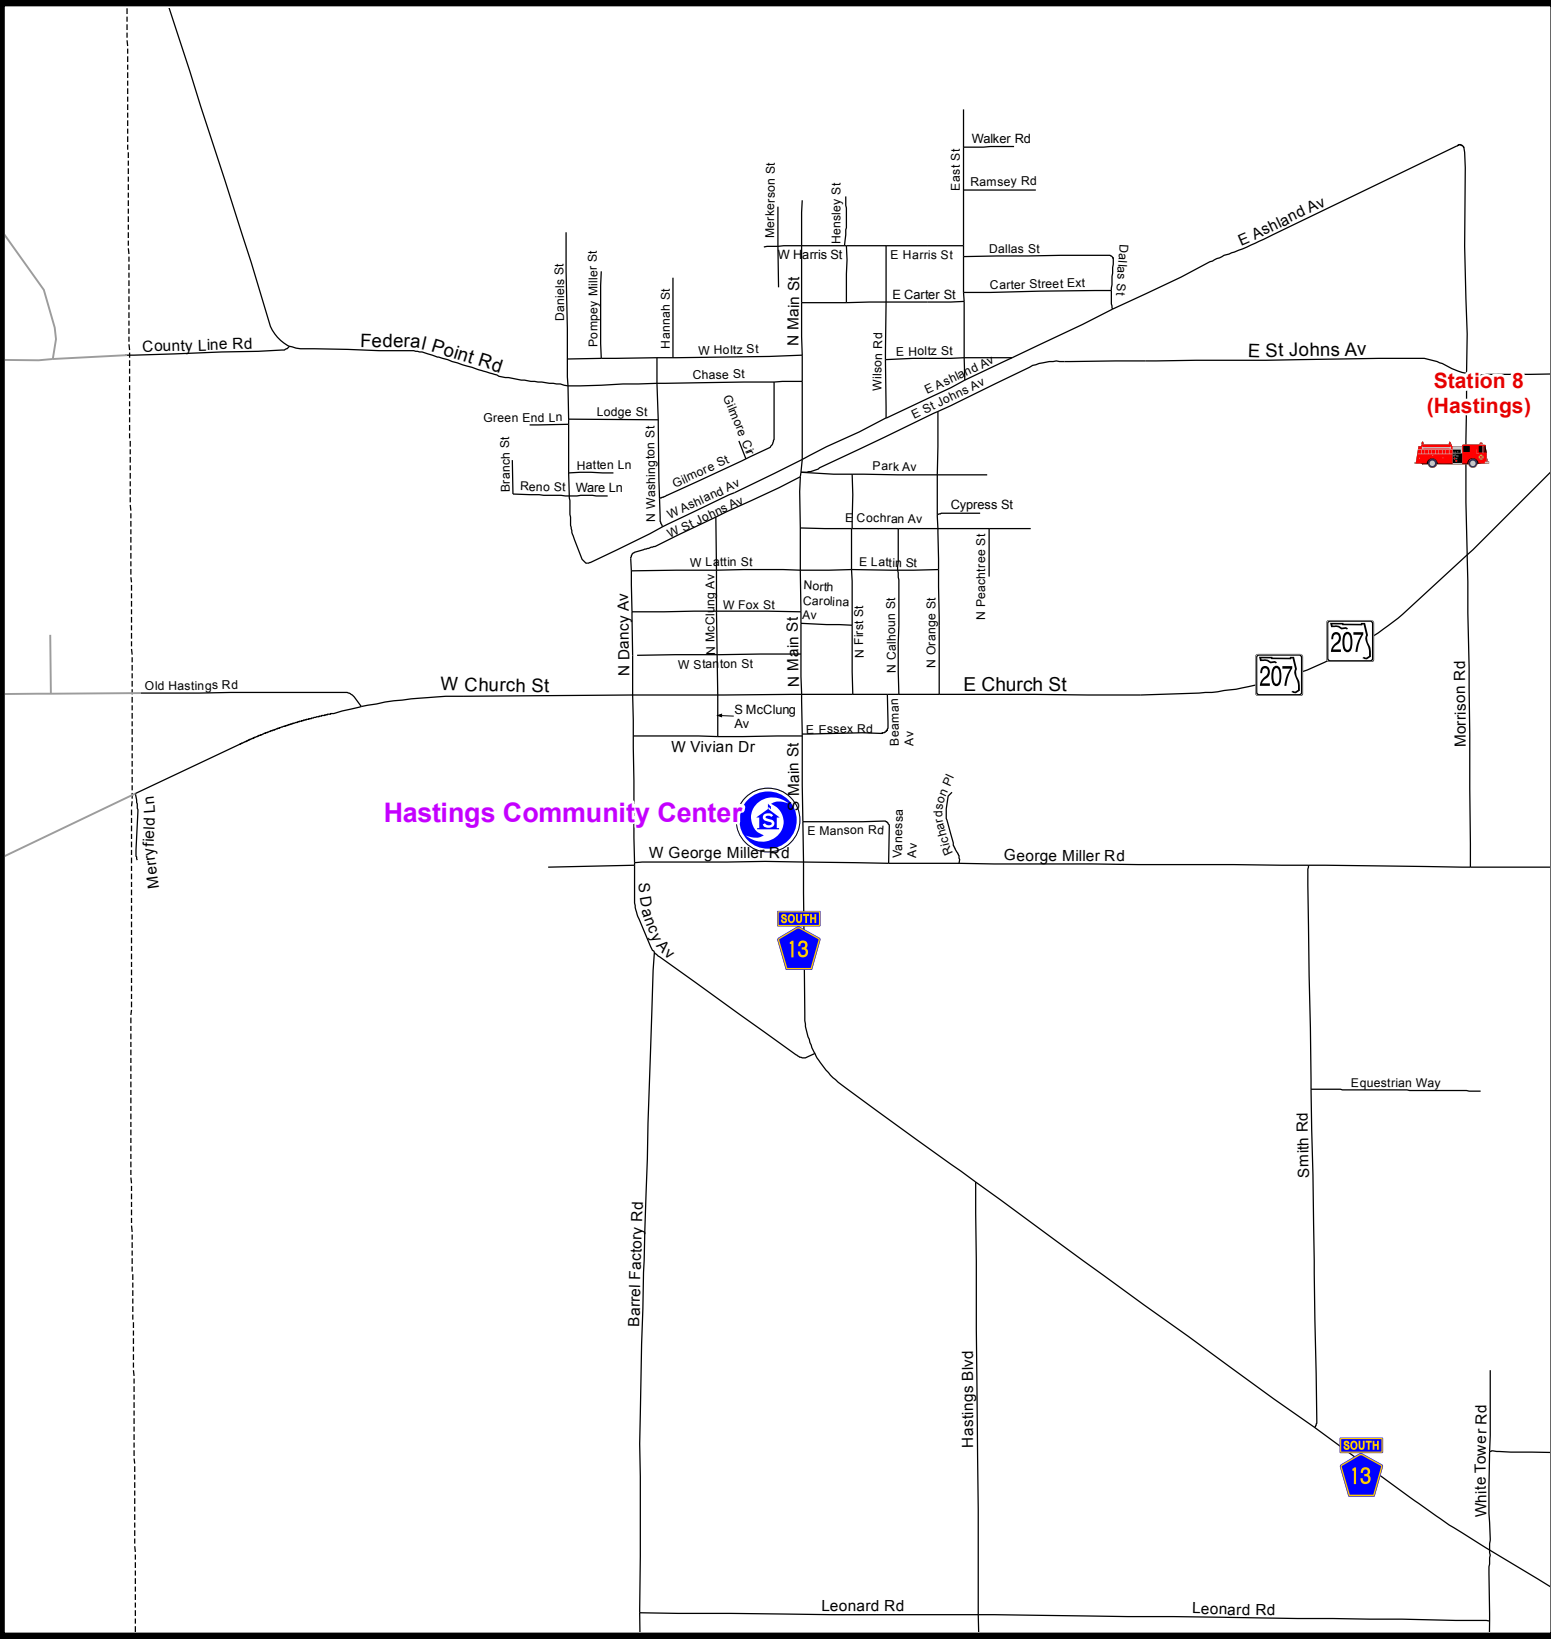 Walker Rd
East St
Ramsey Rd
Merkerson St
Hensley St
E Ashland Av
W Harris St
E Harris St
Dallas St
Dallas St
Daniels St
Pompey Miller St
Hannah St
N Main St
Carter Street Ext
E Carter St
County Line Rd
Federal Point Rd
W Holtz St
Wilson Rd
E Holtz St
E St Johns Av
Chase St
E Ashland Av
E St Johns Av
Station 8
(Hastings)
Green End Ln
Lodge St
Gilmore Cir
Branch St
Hatten Ln
N Washington St
Gilmore St
Park Av
Reno St
Ware Ln
W Ashland Av
W St Johns Av
E Cochran Av
Cypress St
W Lattin St
E Lattin St
N Peachtree St
N Dancy Av
N McClung Av
W Fox St
North
Carolina
Av
N Main St
N First St
N Calhoun St
N Orange St
W Stanton St
207
207
Old Hastings Rd
W Church St
E Church St
Morrison Rd
S McClung
Av
E Essex Rd
Beaman
Av
W Vivian Dr
S Main St
Hastings Community Center
S
Merryfield Ln
E Manson Rd
Vanessa
Av
Richardson Pl
W George Miller Rd
George Miller Rd
S Dancy Av
SOUTH
13
Equestrian Way
Smith Rd
Barrel Factory Rd
Hastings Blvd
White Tower Rd
SOUTH
13
Leonard Rd
Leonard Rd